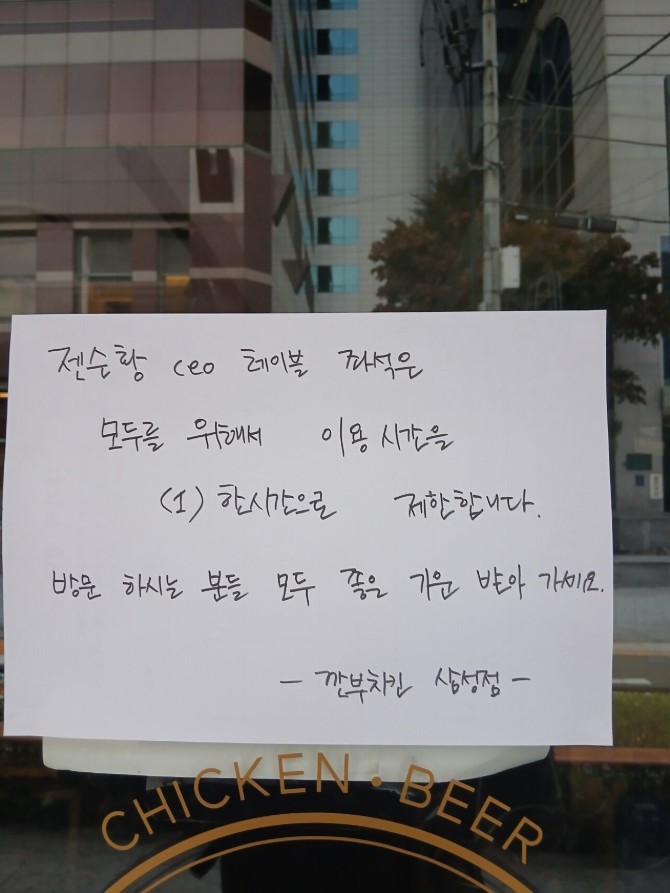 젠슨황 ceo 테이블 좌석은
모두를 위해서 이용 시간을
(1) 한시간으로 제한합니다.
방문 하시는 분들 모두 좋은 기운 받아 가세요.
- 깐부치킨 삼성점 -
CHICKEN • BEER